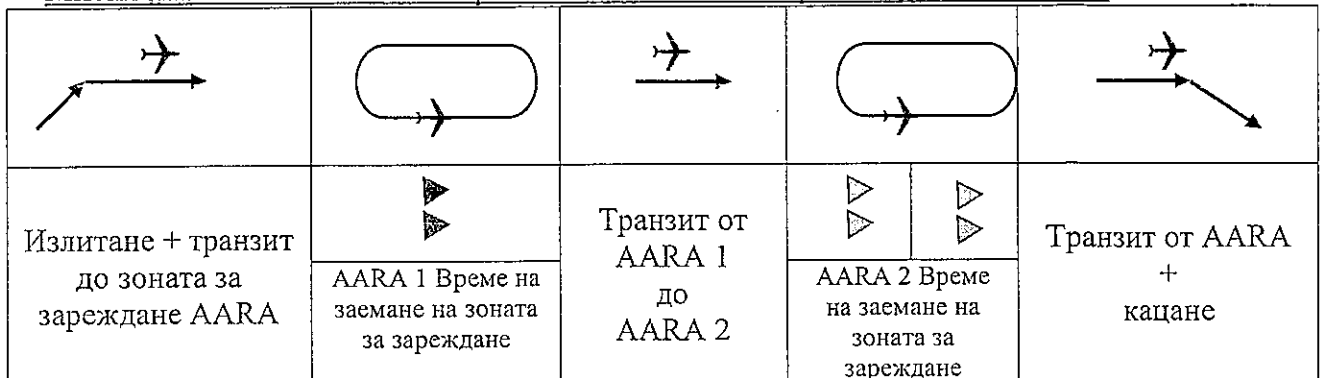 Излитане + транзит
до зоната за
зареждане AARA
AARA 1 Време на
заемане на зоната
за зареждане
Транзит от
AARA 1
до
AARA 2
AARA 2 Време
на заемане на
зоната за
зареждане
Транзит от AARA
+
кацане